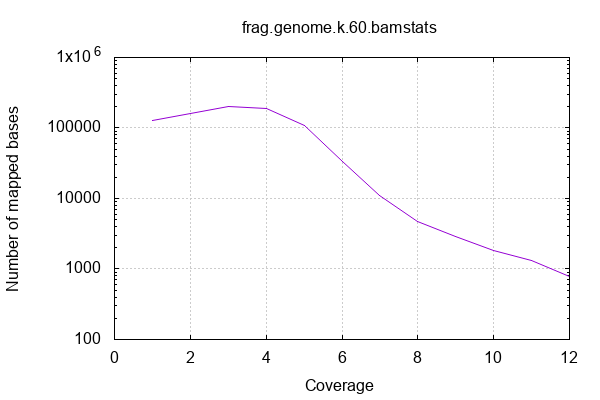 frag.genome.k.60.bamstats
1x10^6
100000
10000
1000
100
0 2 4 6 8 10 12
Number of mapped bases
Coverage